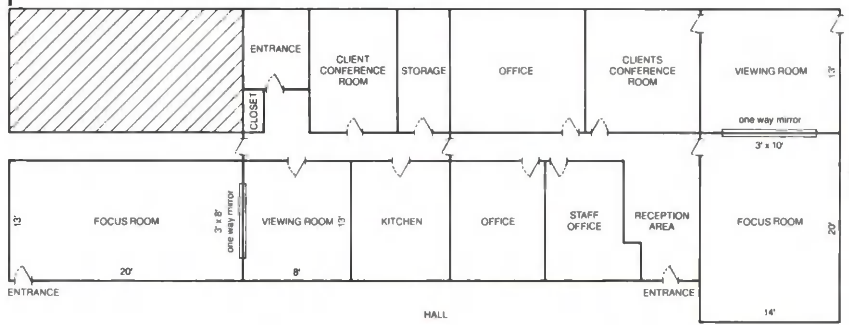 ENTRANCE
CLOSET
CLIENT
CONFERENCE
ROOM
STORAGE
OFFICE
CLIENTS
CONFERENCE
ROOM
VIEWING ROOM
13'
one way mirror
3' x 10'
13'
FOCUS ROOM
20'
ENTRANCE
3' x 8'
one way mirror
VIEWING ROOM
13'
8'
KITCHEN
OFFICE
STAFF
OFFICE
RECEPTION
AREA
ENTRANCE
FOCUS ROOM
20'
14'
HALL